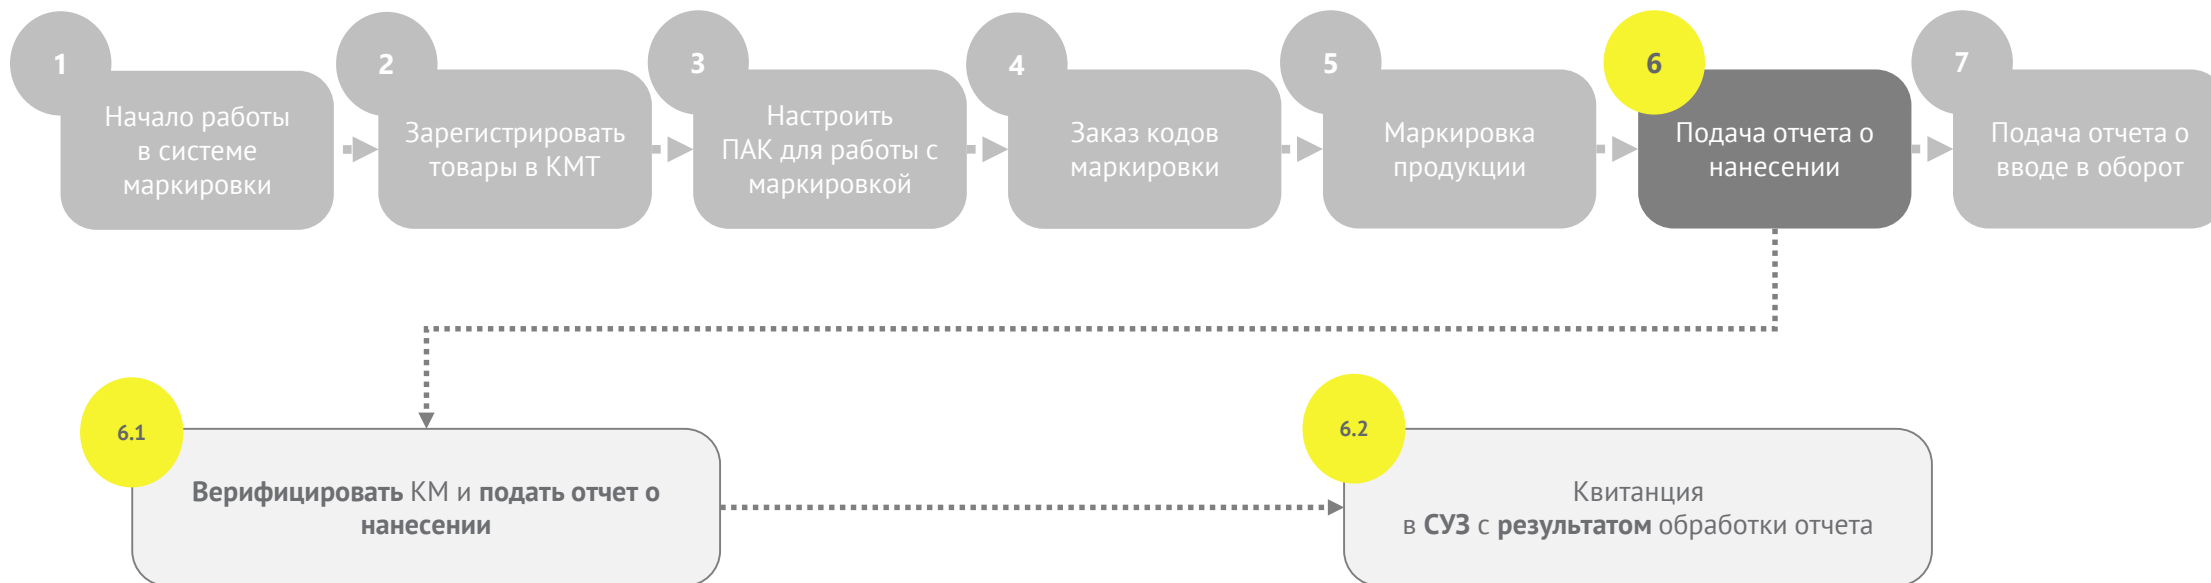 1
Начало работы
в системе
маркировки
2
Зарегистрировать
товары в КМТ
3
Настроить
ПАК для работы с
маркировкой
4
Заказ кодов
маркировки
5
Маркировка
продукции
6
Подача отчета о
нанесении
7
Подача отчета о
вводе в оборот
6.1
Верифицировать КМ и подать отчет о
нанесении
6.2
Квитанция
в СУЗ с результатом обработки отчета